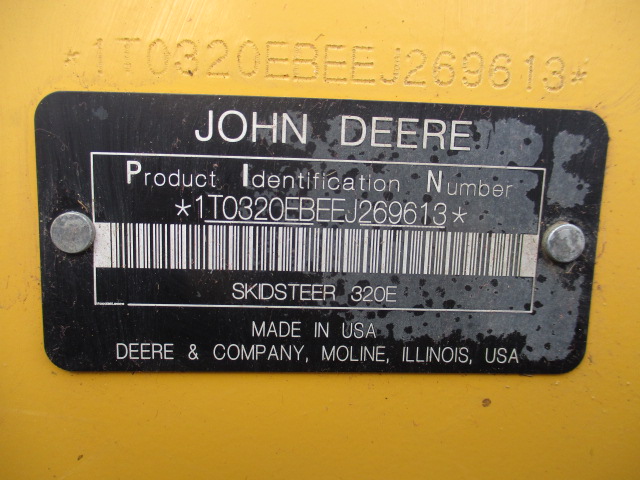 *1T0320EBEEJ269613*
JOHN DEERE
Product Identification Number
*1T0320EBEEJ269613*
SKIDSTEER 320E
MADE IN USA
DEERE & COMPANY, MOLINE, ILLINOIS, USA